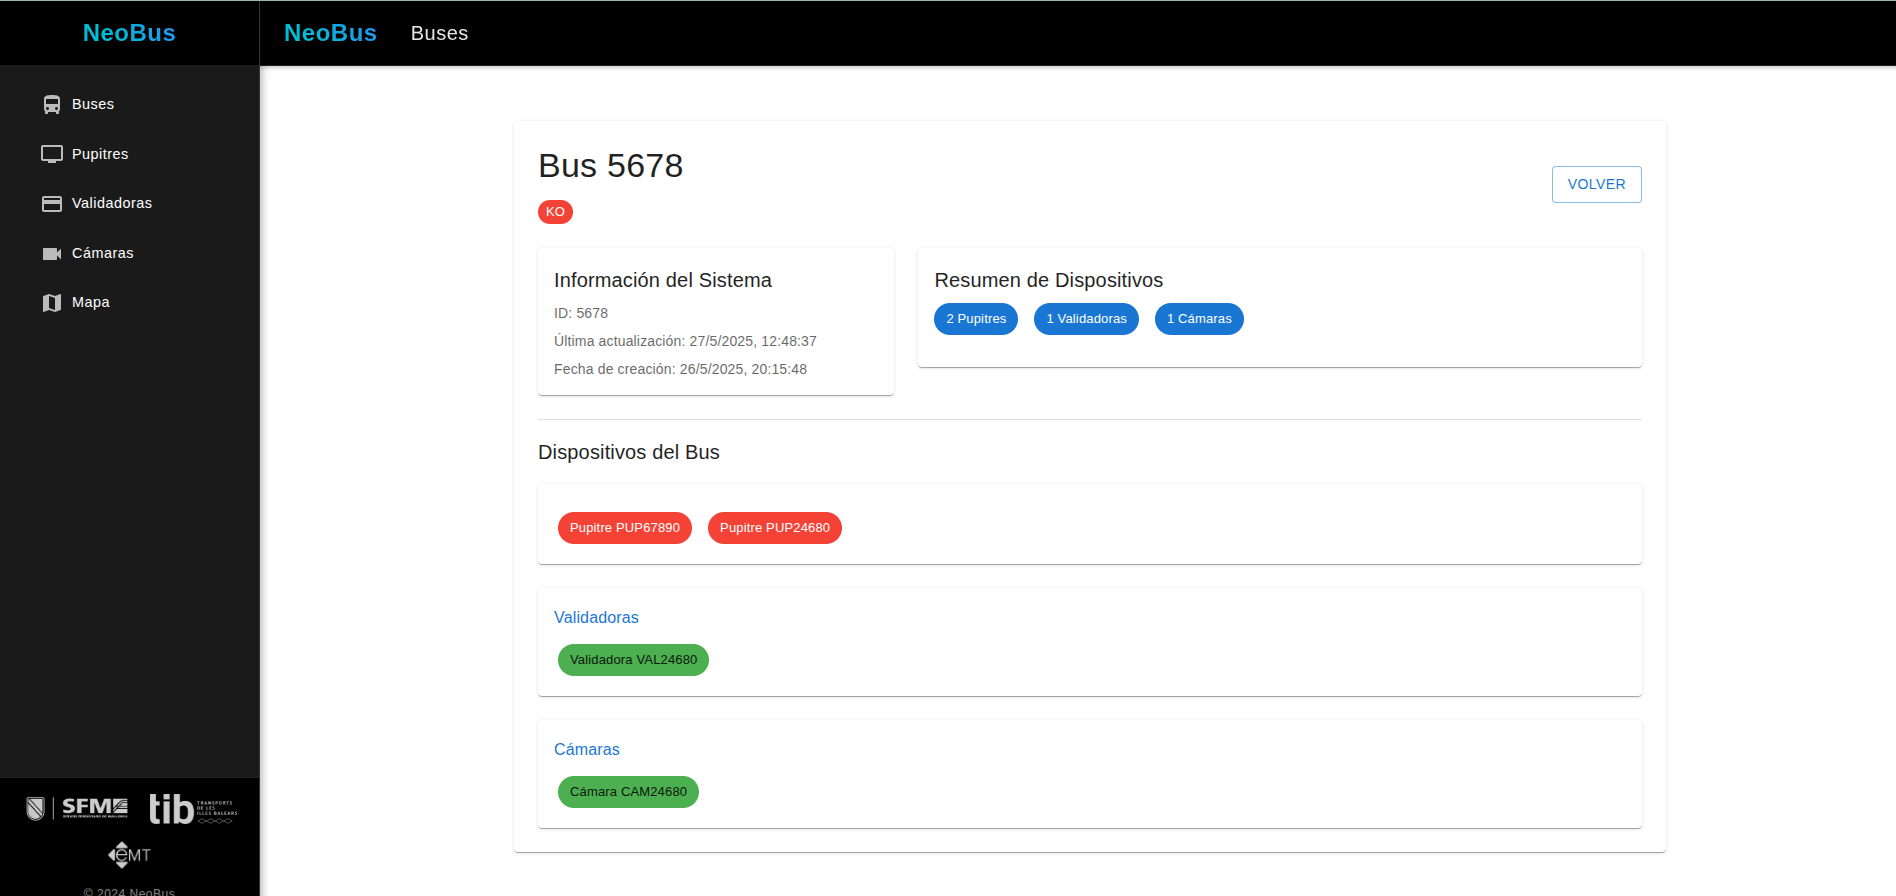 NeoBus
NeoBus Buses
Buses
Pupitres
Validadoras
Cámaras
Mapa
Bus 5678
KO
VOLVER
Información del Sistema
ID: 5678
Última actualización: 27/5/2025, 12:48:37
Fecha de creación: 26/5/2025, 20:15:48
Resumen de Dispositivos
2 Pupitres 1 Validadoras 1 Cámaras
Dispositivos del Bus
Pupitre PUP67890 Pupitre PUP24680
Validadoras
Validadora VAL24680
Cámaras
Cámara CAM24680
SFM
tib
TRANSPORTS
DE LES
ILLES BALEARS
eMT
© 2024 NeoBus